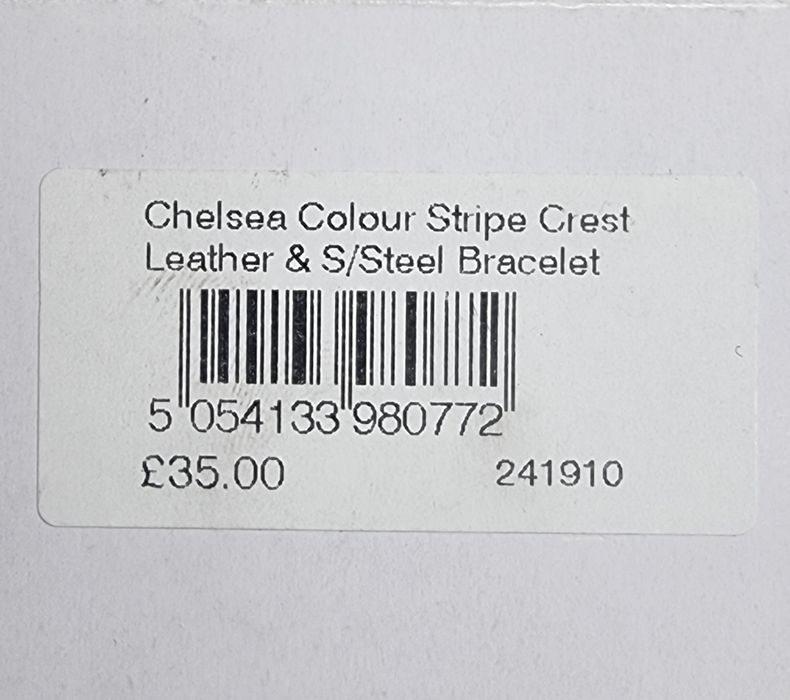 Chelsea Colour Stripe Crest
Leather & S/Steel Bracelet
5 054133 980772
£35.00 241910